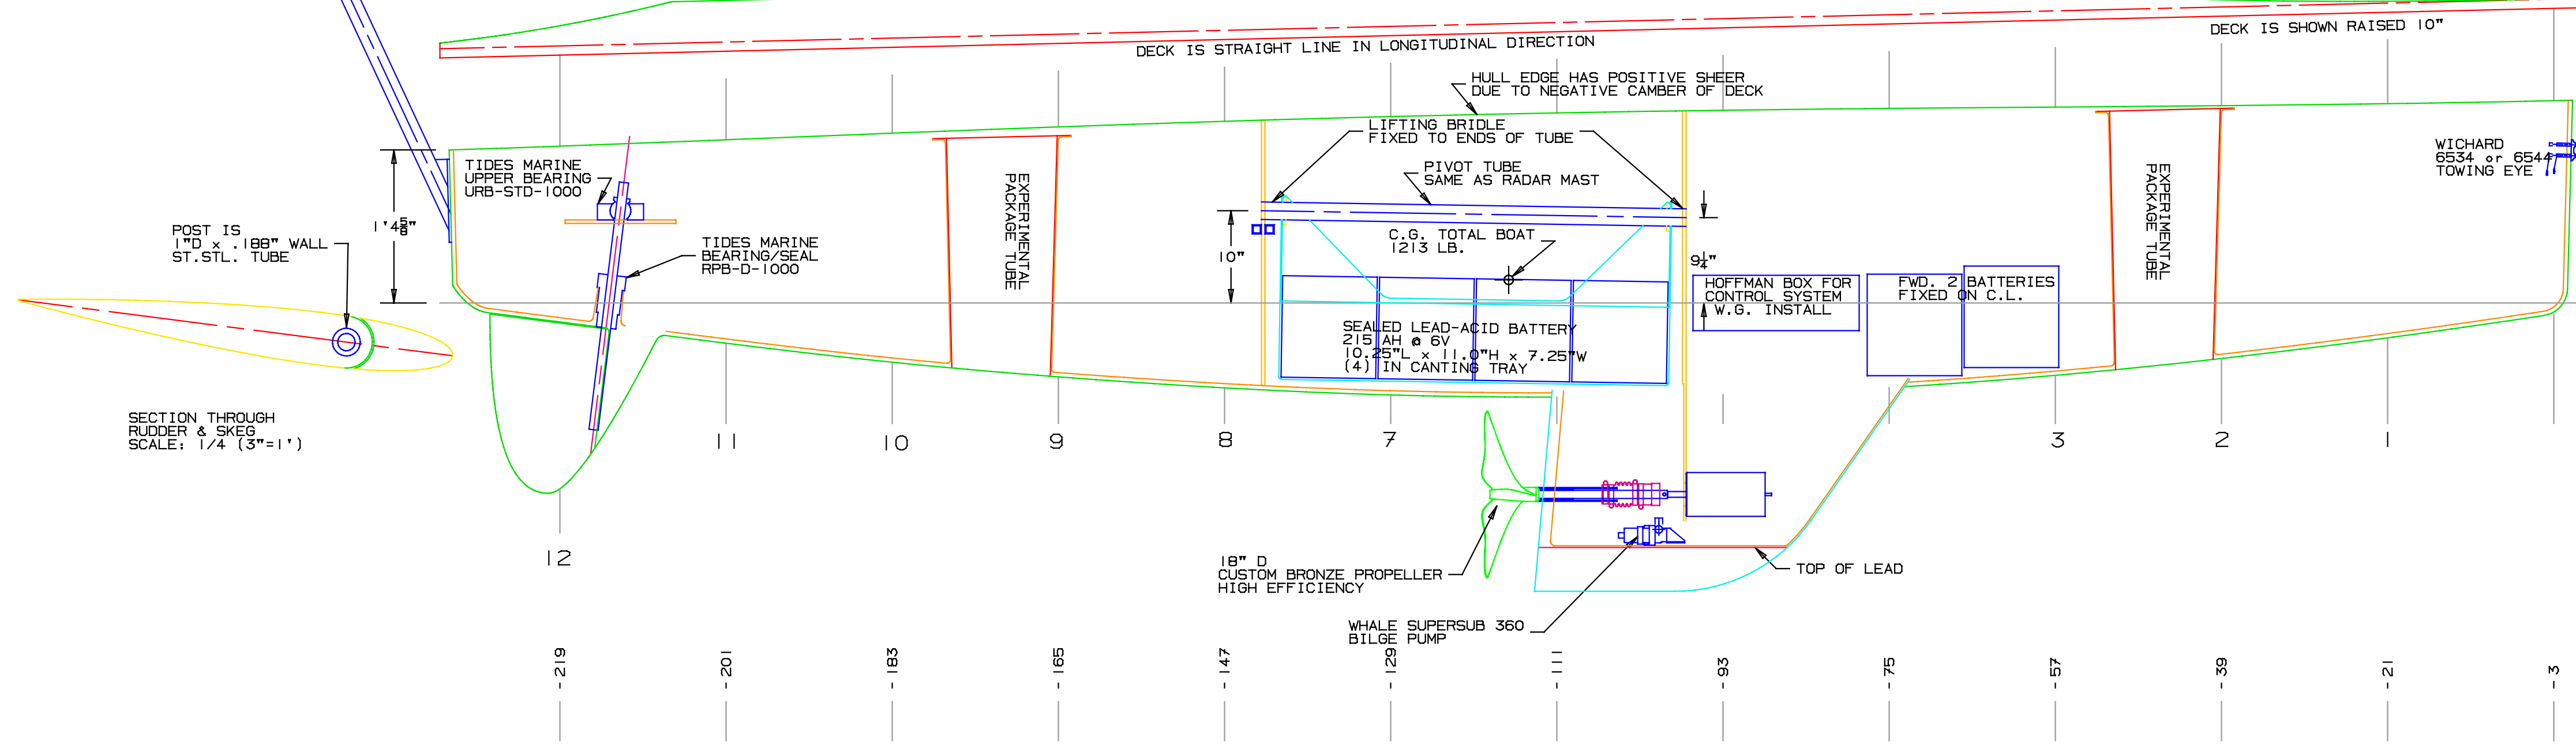 DECK IS STRAIGHT LINE IN LONGITUDINAL DIRECTION
DECK IS SHOWN RAISED 10"
HULL EDGE HAS POSITIVE SHEER
DUE TO NEGATIVE CAMBER OF DECK
LIFTING BRIDLE
FIXED TO ENDS OF TUBE
PIVOT TUBE
SAME AS RADAR MAST
TIDES MARINE
UPPER BEARING
URB-STD-1000
1'4⅝"
POST IS
1"D x .188" WALL
ST.STL. TUBE
TIDES MARINE
BEARING/SEAL
RPB-D-1000
EXPERIMENTAL
PACKAGE TUBE
10"
C.G. TOTAL BOAT
1213 LB.
9¼"
HOFFMAN BOX FOR
CONTROL SYSTEM
W.G. INSTALL
FWD. 2 BATTERIES
FIXED ON C.L.
EXPERIMENTAL
PACKAGE TUBE
WICHARD
6534 or 6544
TOWING EYE
SEALED LEAD-ACID BATTERY
215 AH @ 6V
10.25"L x 11.0"H x 7.25"W
(4) IN CANTING TRAY
SECTION THROUGH
RUDDER & SKEG
SCALE: 1/4 (3"=1')
12
11
10
9
8
7
3
2
1
18" D
CUSTOM BRONZE PROPELLER
HIGH EFFICIENCY
TOP OF LEAD
WHALE SUPERSUB 360
BILGE PUMP
-219
-201
-183
-165
-147
-129
-111
-93
-75
-57
-39
-21
-3